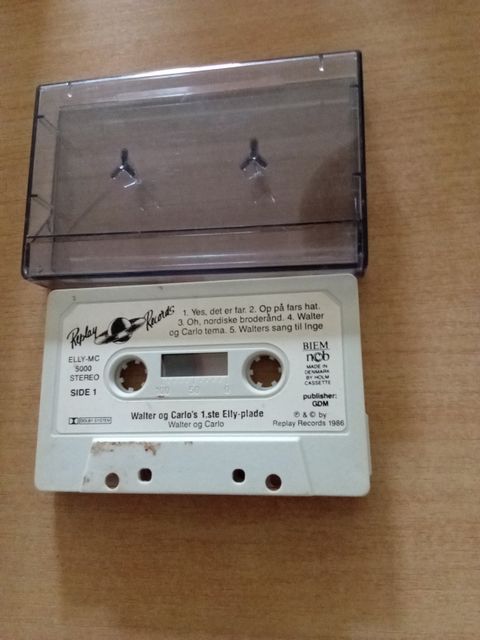 Replay Records
1. Yes, det er far. 2. Op på fars hat.
3. Oh, nordiske broderånd. 4. Walter
og Carlo tema. 5. Walters sang til Inge
ELLY-MC
5000
STEREO
SIDE 1
100 50 0
BIEM
ncb
MADE IN
DENMARK
BY HOLM
CASSETTE
publisher:
GDM
DOLBY SYSTEM
Walter og Carlo's 1.ste Elly-plade
Walter og Carlo
℗ & © by
Replay Records 1986